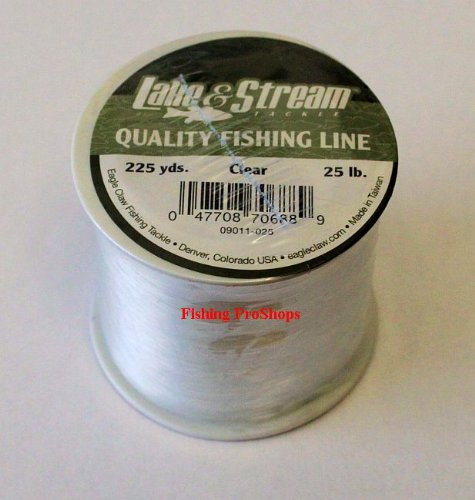 Lake & Stream
TACKLE
QUALITY FISHING LINE
225 yds. Clear 25 lb.
0 47708 70688 9
09011-025
Eagle Claw Fishing Tackle • Denver, Colorado USA • eagleclaw.com • Made in Taiwan
Fishing ProShops